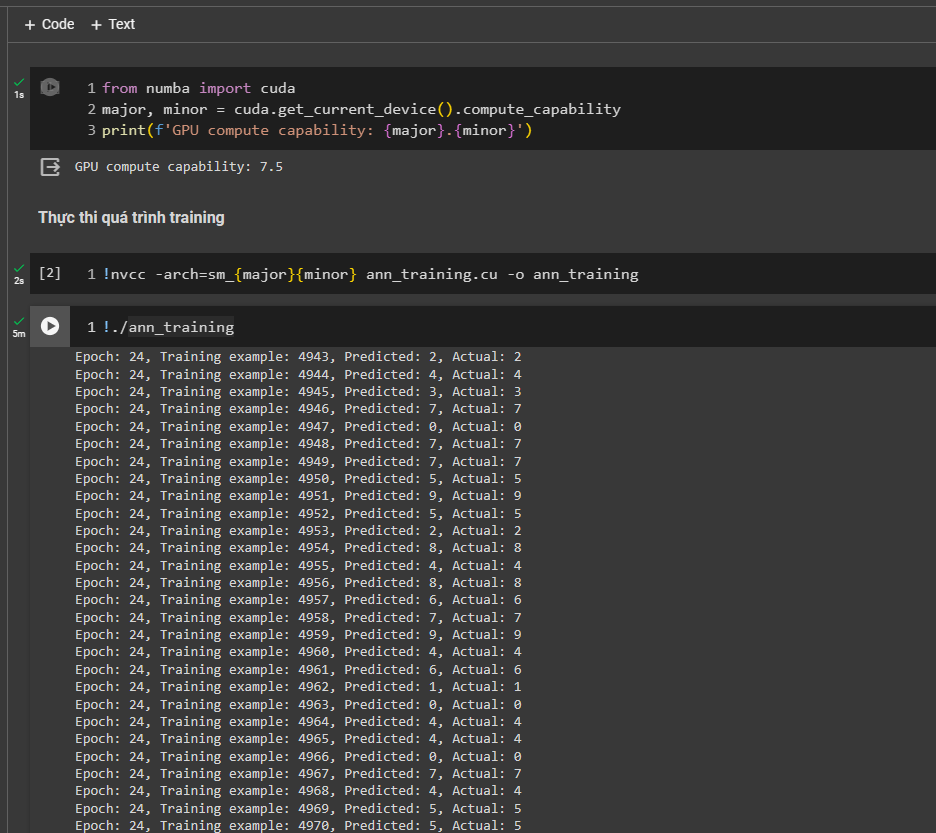 + Code + Text
1s
1 from numba import cuda
2 major, minor = cuda.get_current_device().compute_capability
3 print(f'GPU compute capability: {major}.{minor}')
GPU compute capability: 7.5
Thực thi quá trình training
2s
[2] 1 !nvcc -arch=sm_{major}{minor} ann_training.cu -o ann_training
5m
1 !./ann_training
Epoch: 24, Training example: 4943, Predicted: 2, Actual: 2
Epoch: 24, Training example: 4944, Predicted: 4, Actual: 4
Epoch: 24, Training example: 4945, Predicted: 3, Actual: 3
Epoch: 24, Training example: 4946, Predicted: 7, Actual: 7
Epoch: 24, Training example: 4947, Predicted: 0, Actual: 0
Epoch: 24, Training example: 4948, Predicted: 7, Actual: 7
Epoch: 24, Training example: 4949, Predicted: 7, Actual: 7
Epoch: 24, Training example: 4950, Predicted: 5, Actual: 5
Epoch: 24, Training example: 4951, Predicted: 9, Actual: 9
Epoch: 24, Training example: 4952, Predicted: 5, Actual: 5
Epoch: 24, Training example: 4953, Predicted: 2, Actual: 2
Epoch: 24, Training example: 4954, Predicted: 8, Actual: 8
Epoch: 24, Training example: 4955, Predicted: 4, Actual: 4
Epoch: 24, Training example: 4956, Predicted: 8, Actual: 8
Epoch: 24, Training example: 4957, Predicted: 6, Actual: 6
Epoch: 24, Training example: 4958, Predicted: 7, Actual: 7
Epoch: 24, Training example: 4959, Predicted: 9, Actual: 9
Epoch: 24, Training example: 4960, Predicted: 4, Actual: 4
Epoch: 24, Training example: 4961, Predicted: 6, Actual: 6
Epoch: 24, Training example: 4962, Predicted: 1, Actual: 1
Epoch: 24, Training example: 4963, Predicted: 0, Actual: 0
Epoch: 24, Training example: 4964, Predicted: 4, Actual: 4
Epoch: 24, Training example: 4965, Predicted: 4, Actual: 4
Epoch: 24, Training example: 4966, Predicted: 0, Actual: 0
Epoch: 24, Training example: 4967, Predicted: 7, Actual: 7
Epoch: 24, Training example: 4968, Predicted: 4, Actual: 4
Epoch: 24, Training example: 4969, Predicted: 5, Actual: 5
Epoch: 24, Training example: 4970, Predicted: 5, Actual: 5